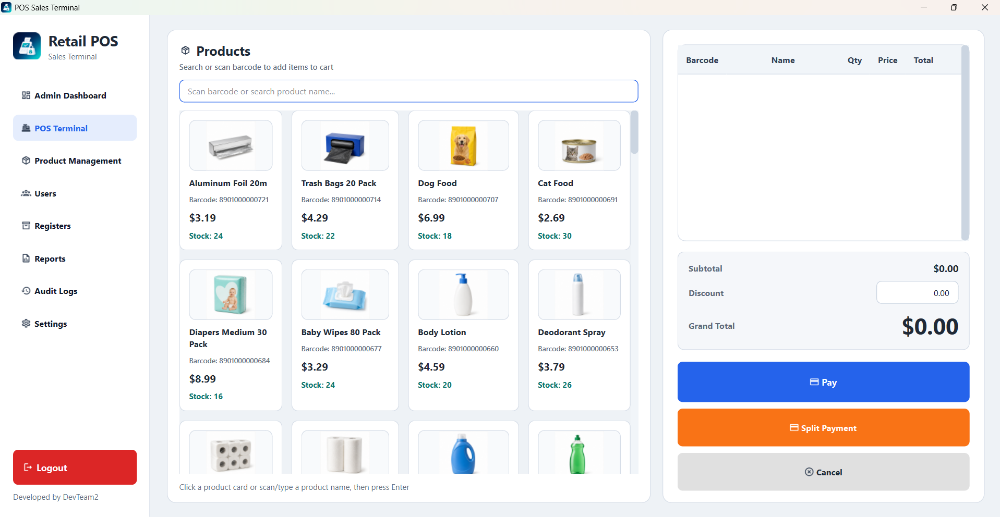 POS Sales Terminal
Retail POS
Sales Terminal
Admin Dashboard
POS Terminal
Product Management
Users
Registers
Reports
Audit Logs
Settings
Logout
Developed by DevTeam2
Products
Search or scan barcode to add items to cart
Scan barcode or search product name...
Aluminum Foil 20m
Barcode: 8901000000721
$3.19
Stock: 24
Trash Bags 20 Pack
Barcode: 8901000000714
$4.29
Stock: 22
Dog Food
Barcode: 8901000000707
$6.99
Stock: 18
Cat Food
Barcode: 8901000000691
$2.69
Stock: 30
Diapers Medium 30
Pack
Barcode: 8901000000684
$8.99
Stock: 16
Baby Wipes 80 Pack
Barcode: 8901000000677
$3.29
Stock: 24
Body Lotion
Barcode: 8901000000660
$4.59
Stock: 20
Deodorant Spray
Barcode: 8901000000653
$3.79
Stock: 26
Click a product card or scan/type a product name, then press Enter
Barcode Name Qty Price Total
Subtotal $0.00
Discount 0.00
Grand Total $0.00
Pay
Split Payment
Cancel